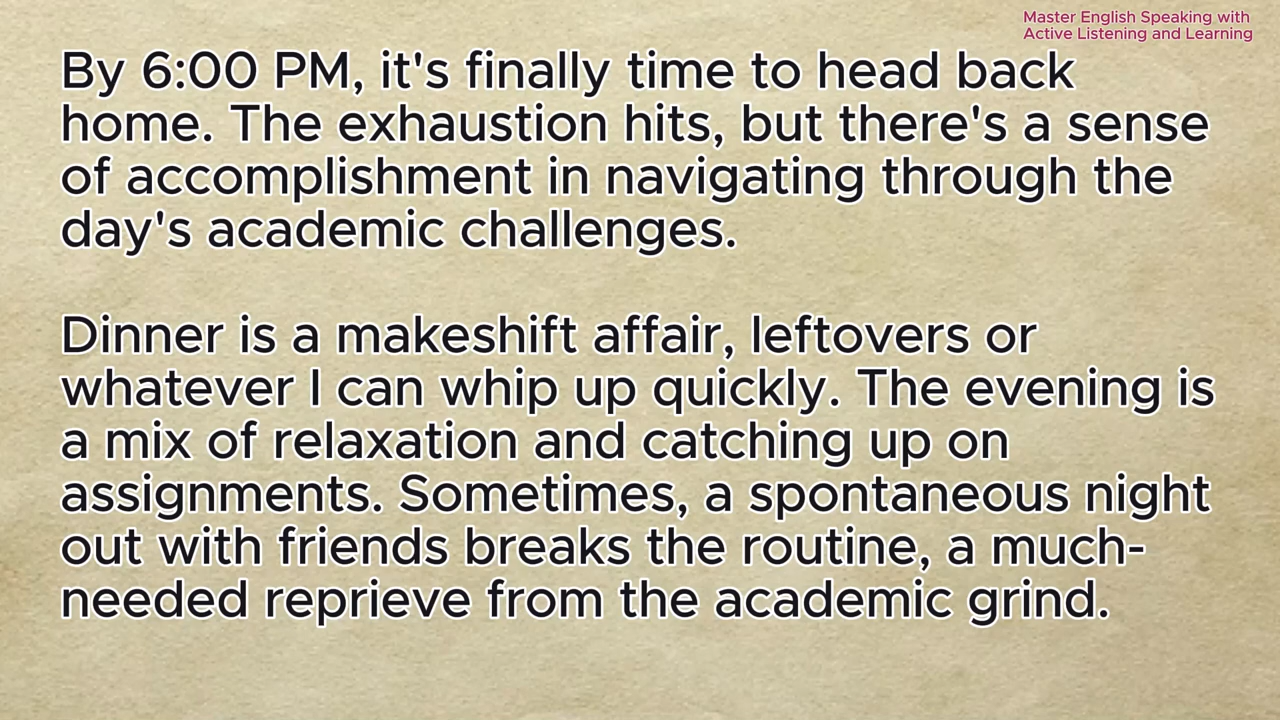 Master English Speaking with
Active Listening and Learning
By 6:00 PM, it's finally time to head back
home. The exhaustion hits, but there's a sense
of accomplishment in navigating through the
day's academic challenges.
Dinner is a makeshift affair, leftovers or
whatever I can whip up quickly. The evening is
a mix of relaxation and catching up on
assignments. Sometimes, a spontaneous night
out with friends breaks the routine, a much-
needed reprieve from the academic grind.